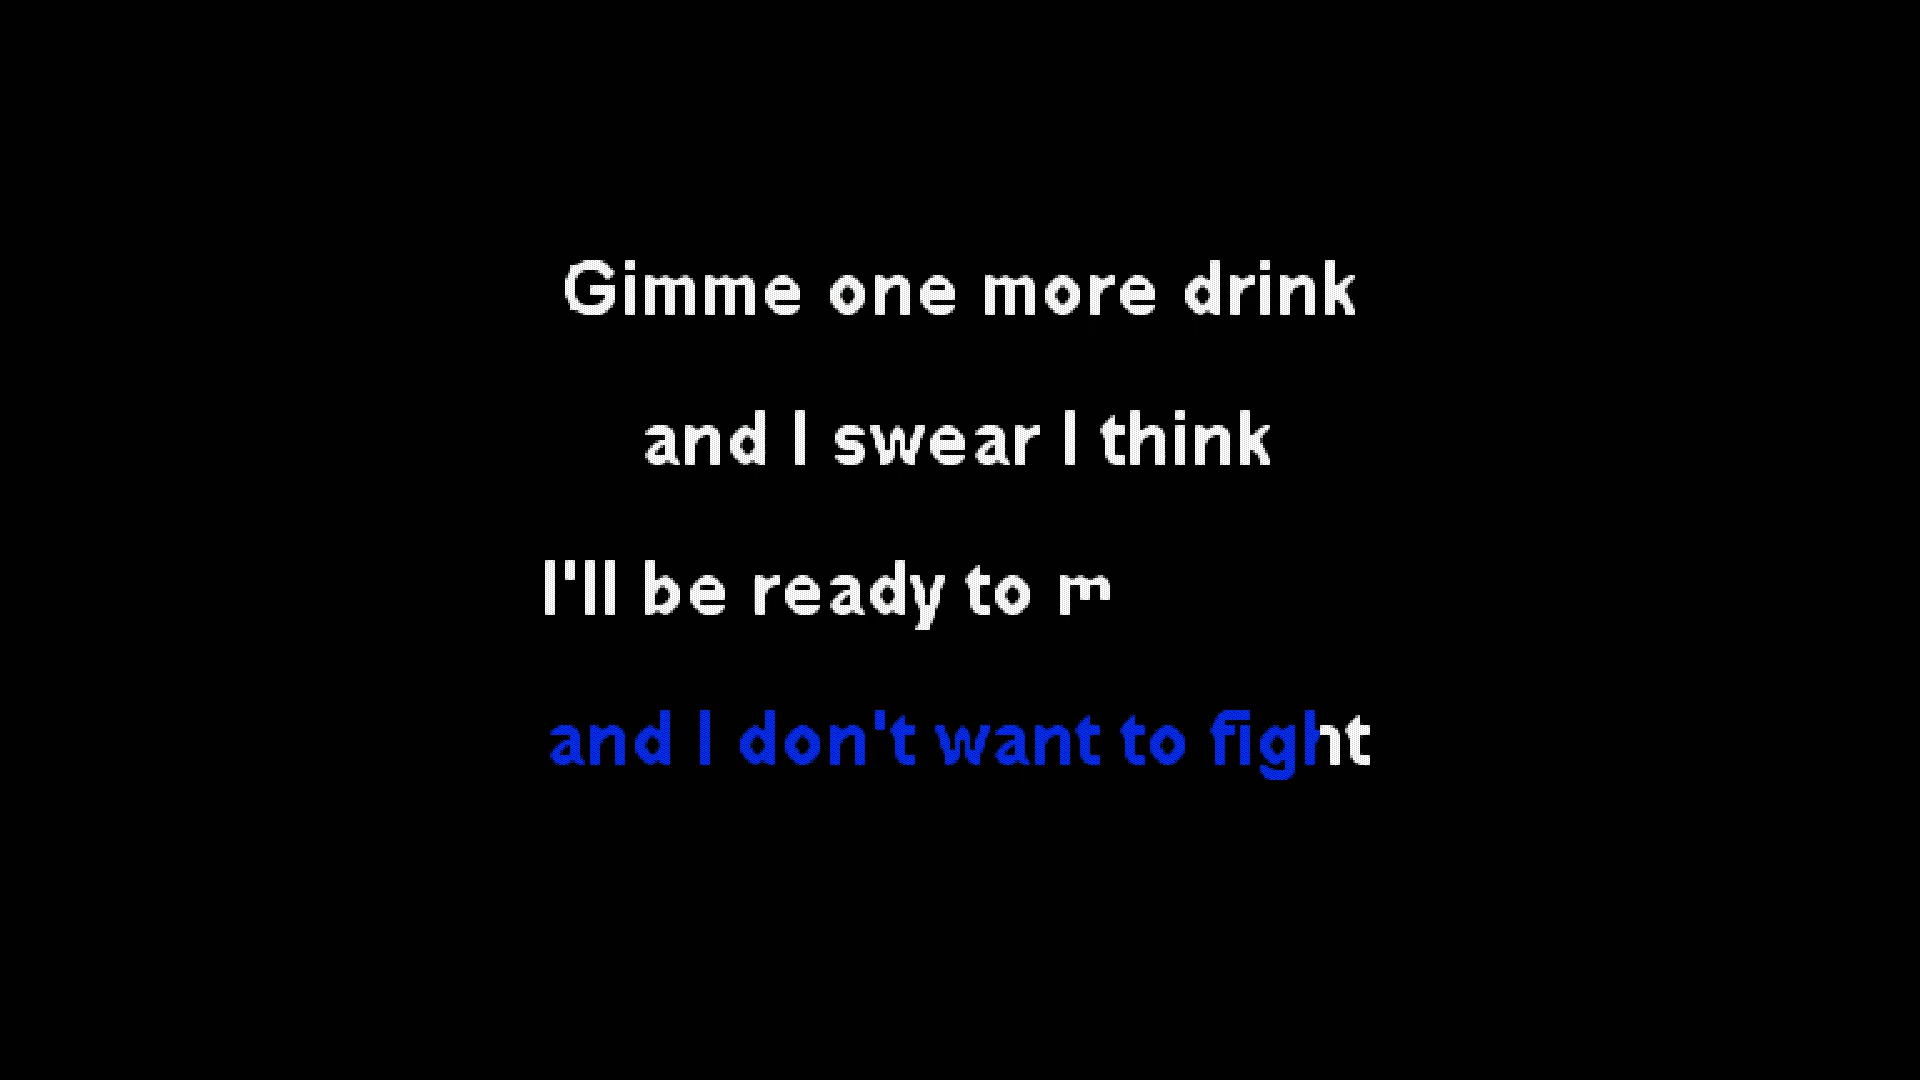 Gimme one more drink
and I swear I think
I'll be ready to m
and I don't want to fight